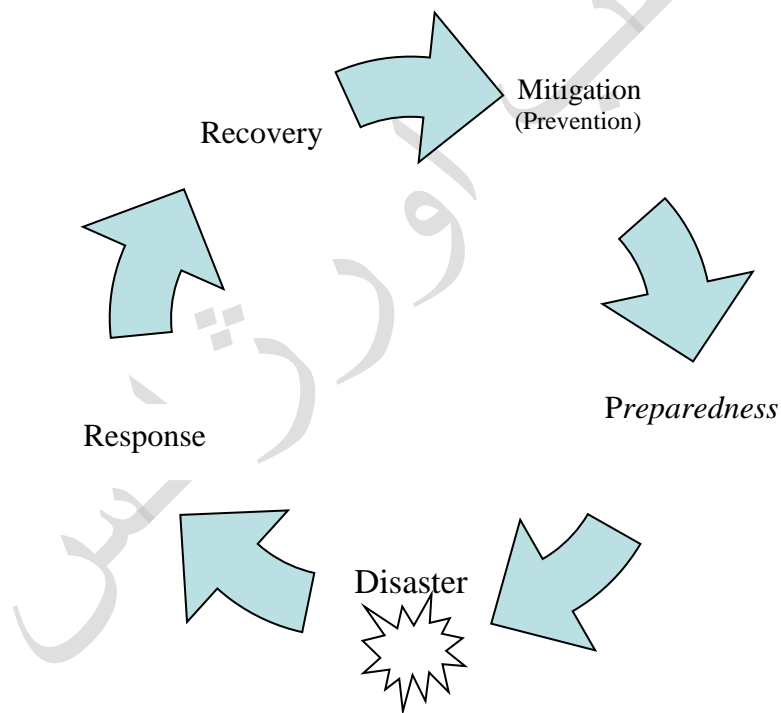 Recovery
Mitigation
(Prevention)
Preparedness
Response
Disaster